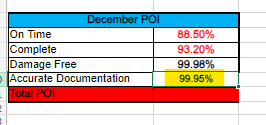 December POI
On Time 88.50%
Complete 93.20%
Damage Free 99.98%
Accurate Documentation 99.95%
Total POI